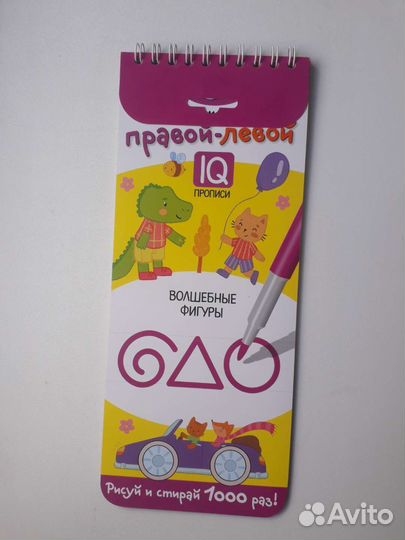 правой-левой
IQ
ПРОПИСИ
ВОЛШЕБНЫЕ
ФИГУРЫ
Рисуй и стирай 1000 раз!
Avito